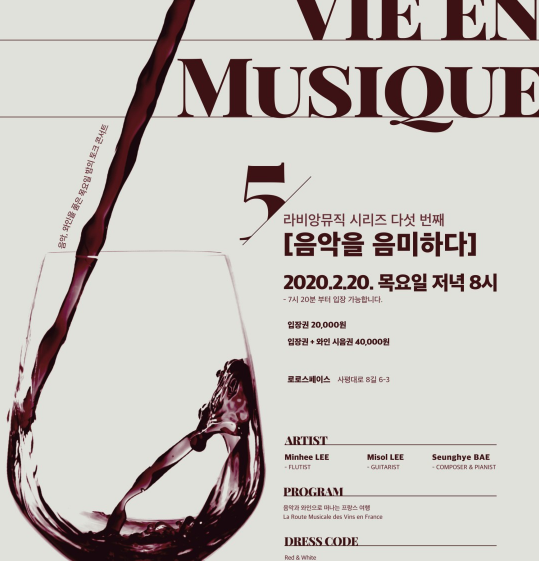 VIE EN
MUSIQUE
음악, 와인을 품은 목요일 밤의 토크 콘서트
5
라비앙뮤직 시리즈 다섯 번째
[음악을 음미하다]
2020.2.20. 목요일 저녁 8시
- 7시 20분 부터 입장 가능합니다.
입장권 20,000원
입장권 + 와인 시음권 40,000원
로로스페이스 사평대로 8길 6-3
ARTIST
Minhee LEE Misol LEE Seunghye BAE
- FLUTIST - GUITARIST - COMPOSER & PIANIST
PROGRAM
음악과 와인으로 떠나는 프랑스 여행
La Route Musicale des Vins en France
DRESS CODE
Red & White